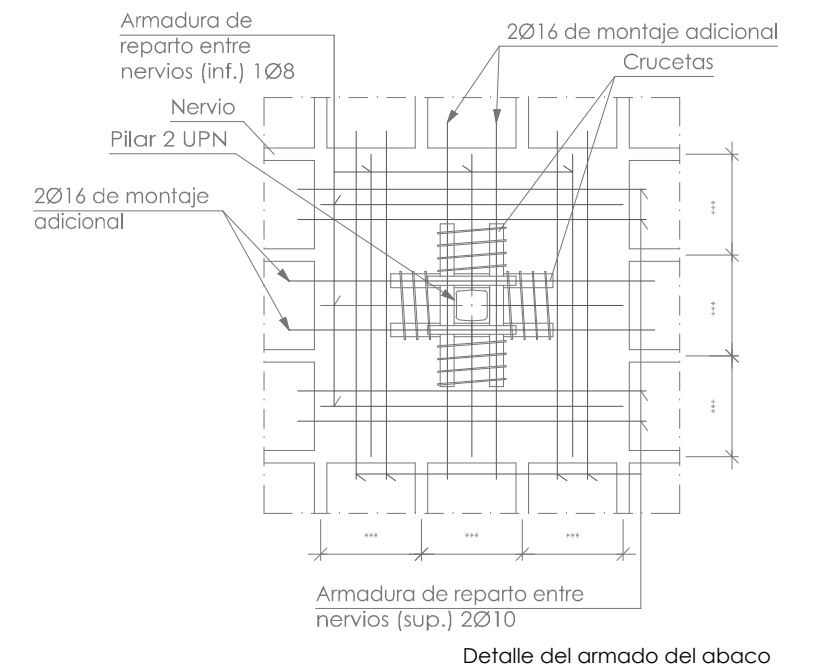 Armadura de
reparto entre
nervios (inf.) 1Ø8
2Ø16 de montaje adicional
Crucetas
Nervio
Pilar 2 UPN
2Ø16 de montaje
adicional
***
***
***
***
***
***
Armadura de reparto entre
nervios (sup.) 2Ø10
Detalle del armado del abaco